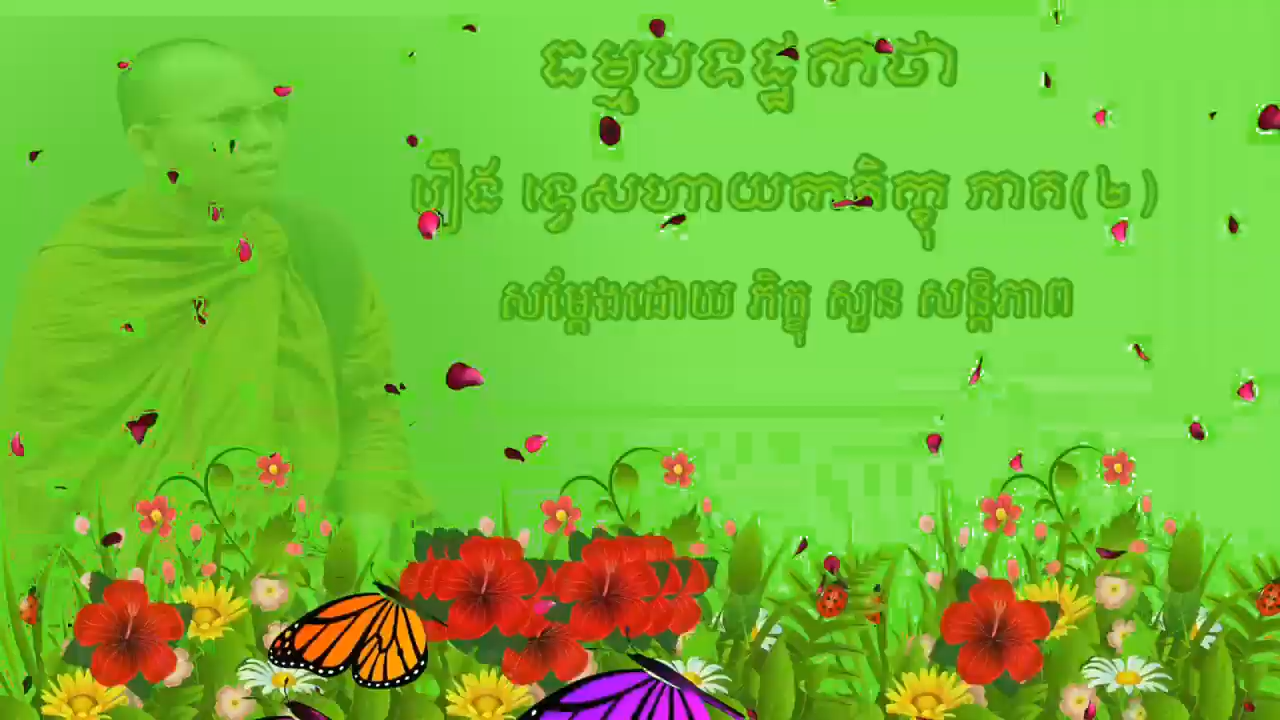 ធម្មបទដ្ឋកាថា
រឿង ទ្វេសហាយកាភិក្ខុ ភាគ(២)
សម្តែងដោយ ភិក្ខុ សួន សន្តិភាព